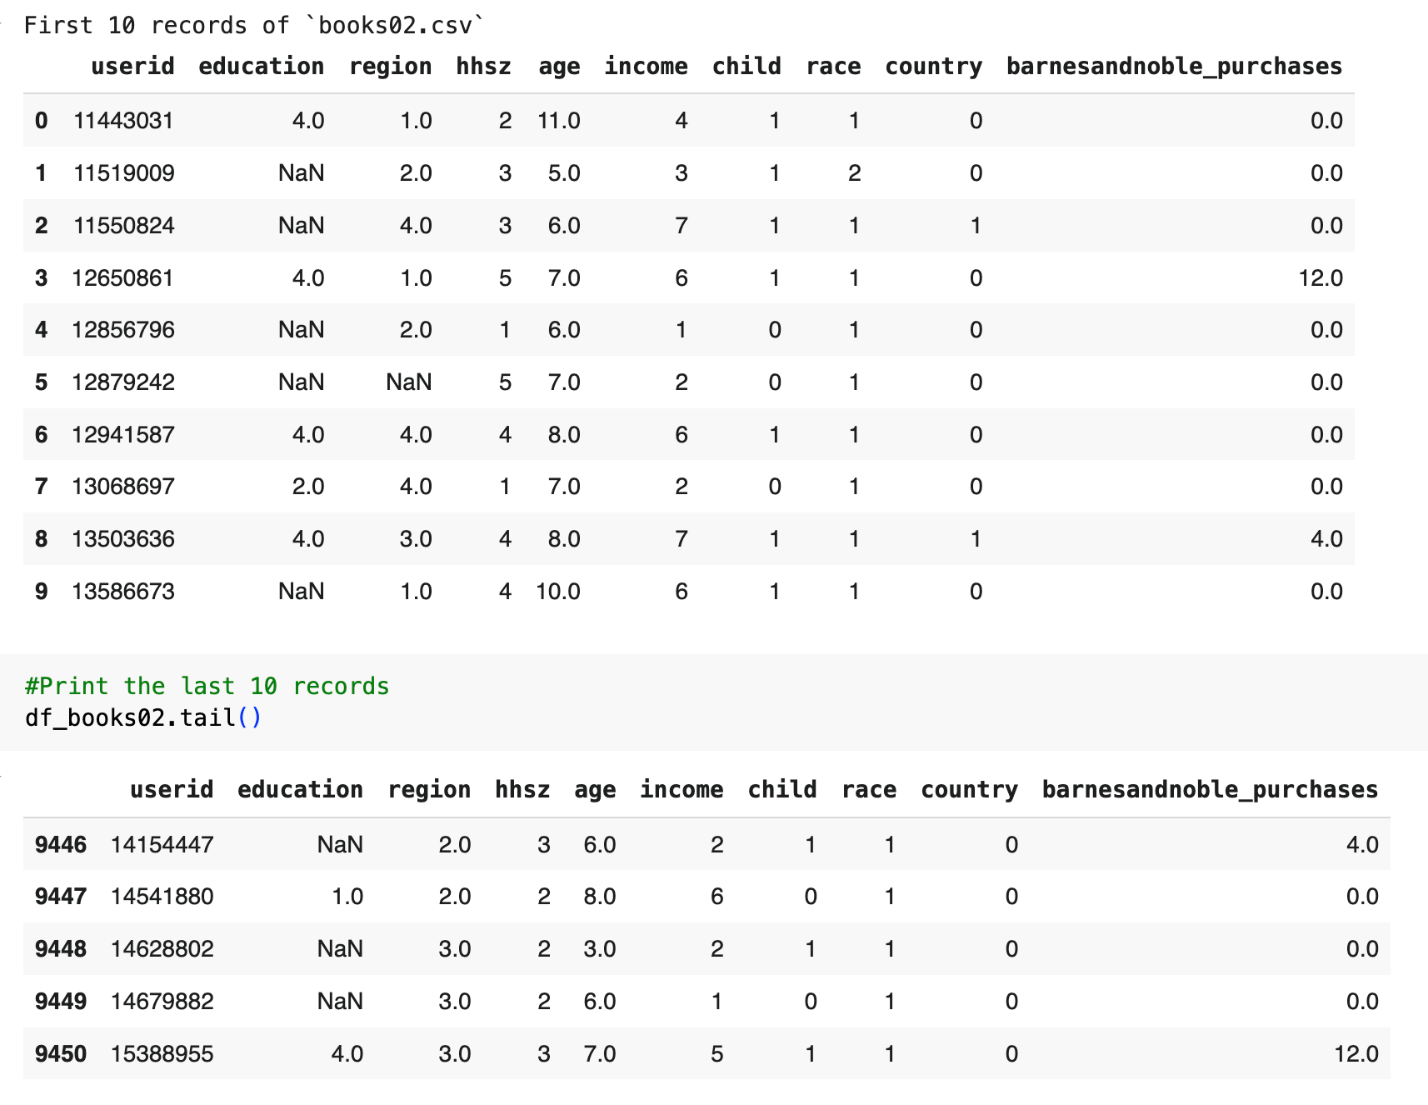 First 10 records of `books02.csv`
userid education region hhsz age income child race country barnesandnoble_purchases
0 11443031 4.0 1.0 2 11.0 4 1 1 0 0.0
1 11519009 NaN 2.0 3 5.0 3 1 2 0 0.0
2 11550824 NaN 4.0 3 6.0 7 1 1 1 0.0
3 12650861 4.0 1.0 5 7.0 6 1 1 0 12.0
4 12856796 NaN 2.0 1 6.0 1 0 1 0 0.0
5 12879242 NaN NaN 5 7.0 2 0 1 0 0.0
6 12941587 4.0 4.0 4 8.0 6 1 1 0 0.0
7 13068697 2.0 4.0 1 7.0 2 0 1 0 0.0
8 13503636 4.0 3.0 4 8.0 7 1 1 1 4.0
9 13586673 NaN 1.0 4 10.0 6 1 1 0 0.0
#Print the last 10 records
df_books02.tail()
userid education region hhsz age income child race country barnesandnoble_purchases
9446 14154447 NaN 2.0 3 6.0 2 1 1 0 4.0
9447 14541880 1.0 2.0 2 8.0 6 0 1 0 0.0
9448 14628802 NaN 3.0 2 3.0 2 1 1 0 0.0
9449 14679882 NaN 3.0 2 6.0 1 0 1 0 0.0
9450 15388955 4.0 3.0 3 7.0 5 1 1 0 12.0